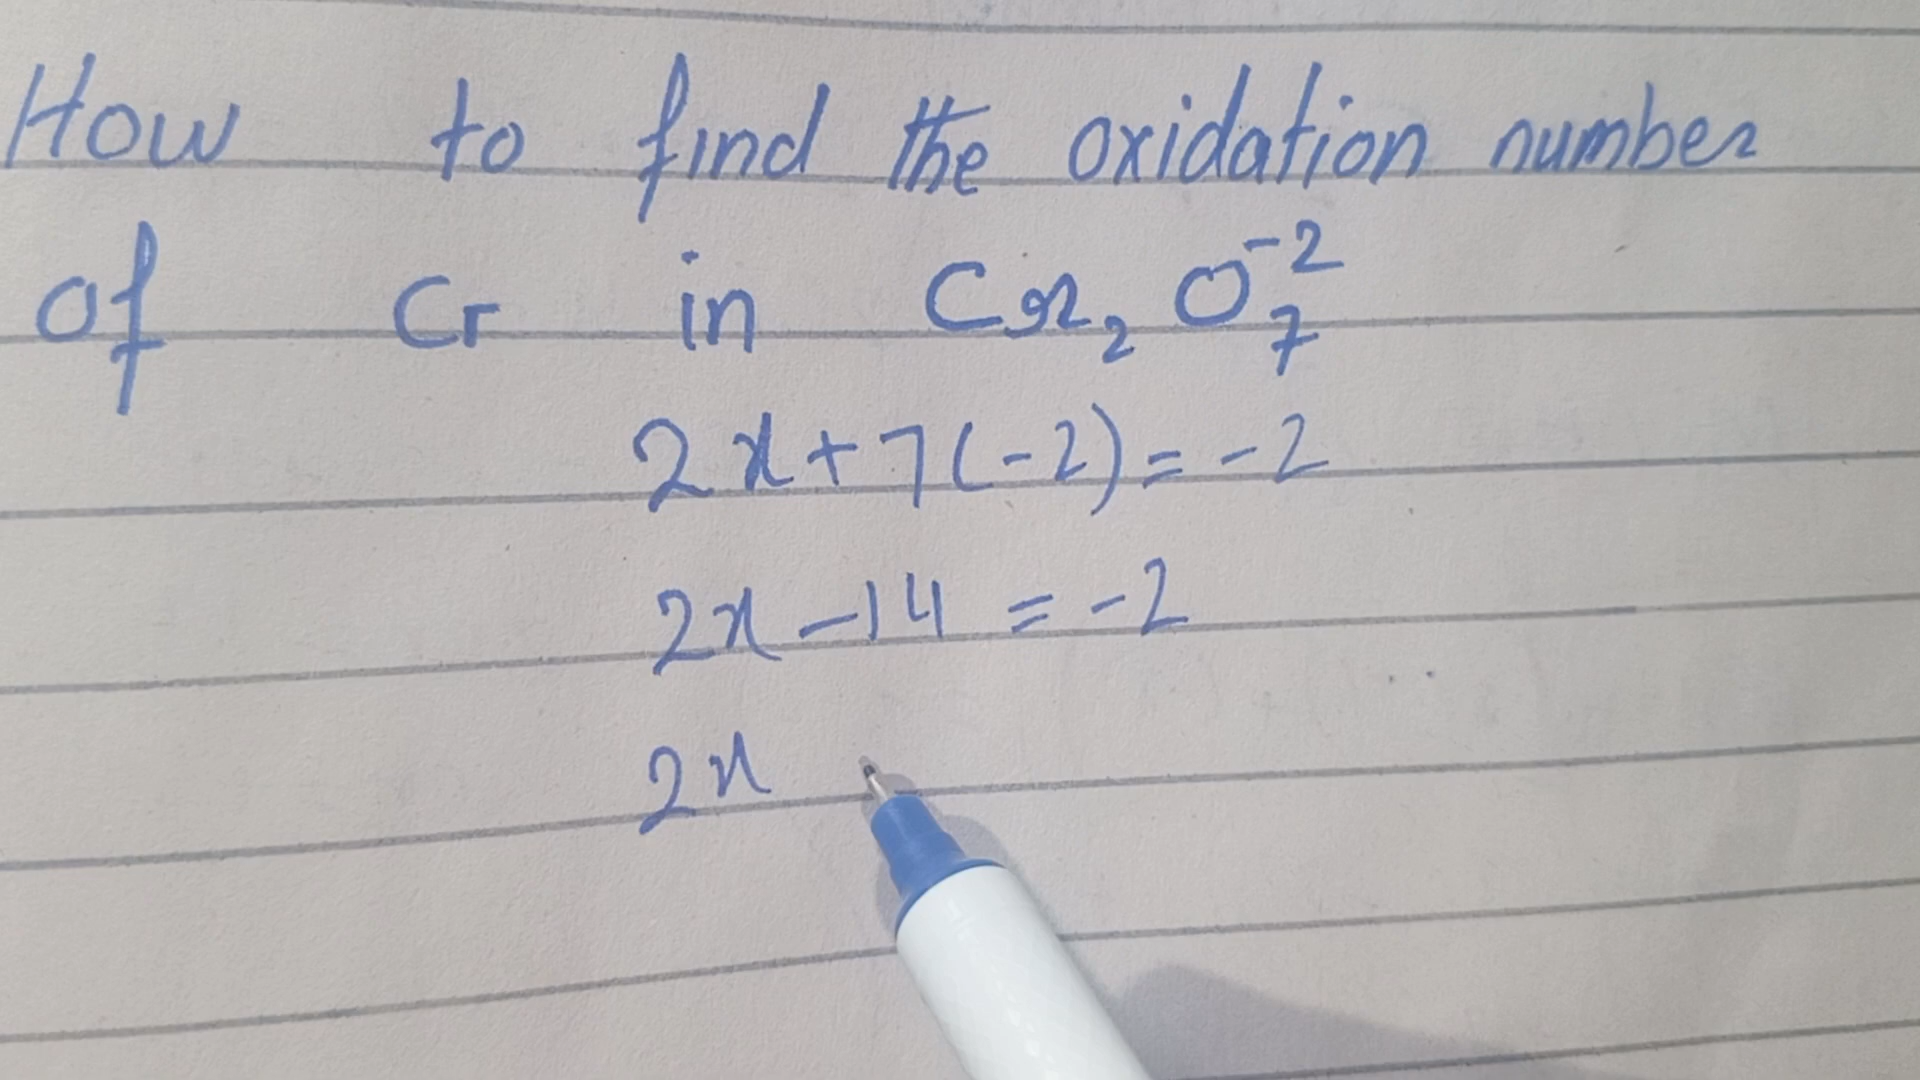 How to find the oxidation number
of Cr in Cr₂O₇⁻²
2x+7(-2)=-2
2x-14=-2
2x